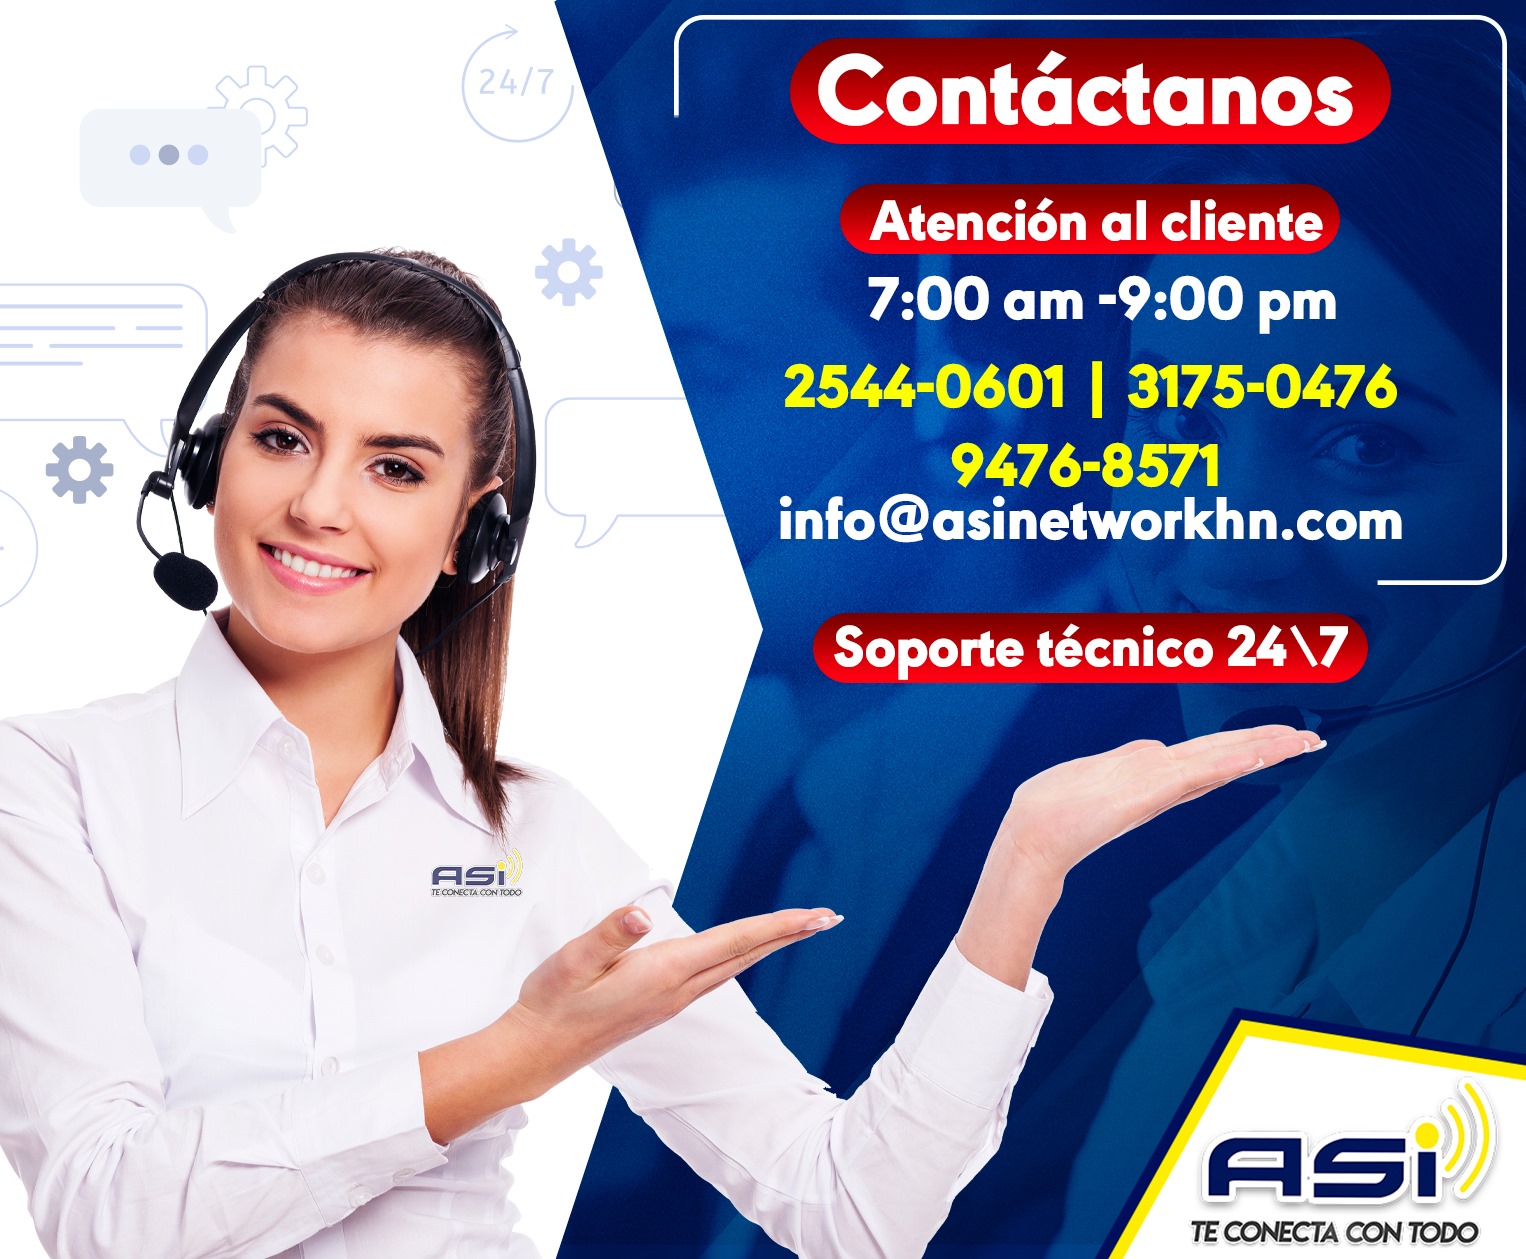 24/7
Contáctanos
Atención al cliente
7:00 am -9:00 pm
2544-0601 | 3175-0476
9476-8571
info@asinetworkhn.com
Soporte técnico 24\7
ASi
TE CONECTA CON TODO
ASi
TE CONECTA CON TODO